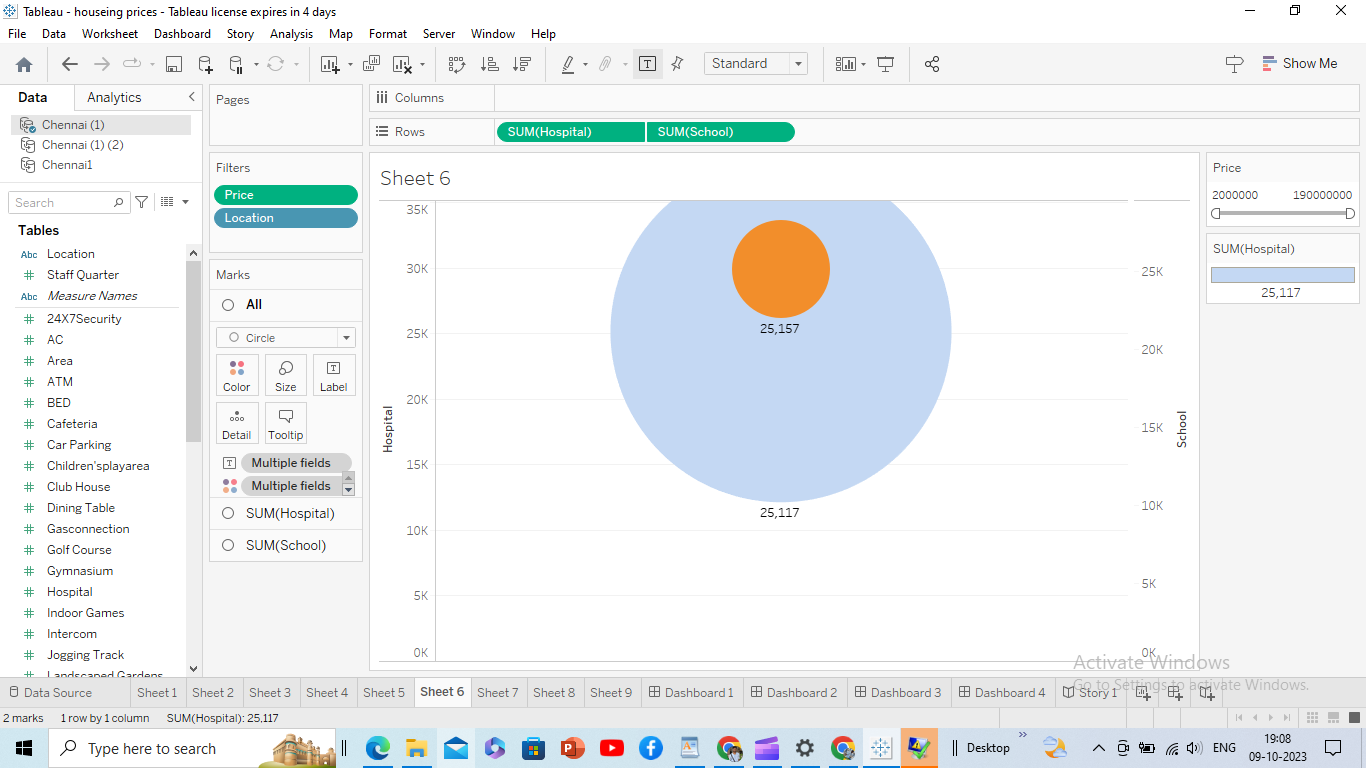 Tableau - houseing prices - Tableau license expires in 4 days
File Data Worksheet Dashboard Story Analysis Map Format Server Window Help
Standard
Show Me
Data Analytics
Chennai (1)
Chennai (1) (2)
Chennai1
Search
Tables
Abc Location
# Staff Quarter
Abc Measure Names
# 24X7Security
# AC
# Area
# ATM
# BED
# Cafeteria
# Car Parking
# Children'splayarea
# Club House
# Dining Table
# Gasconnection
# Golf Course
# Gymnasium
# Hospital
# Indoor Games
# Intercom
# Jogging Track
# Landscaped Gardens
Pages
Filters
Price
Location
Marks
All
Circle
Color Size Label
Detail Tooltip
Multiple fields
Multiple fields
SUM(Hospital)
SUM(School)
Columns
Rows SUM(Hospital) SUM(School)
Sheet 6
35K
30K
25K
20K
15K
10K
5K
0K
Hospital
25,157
25,117
25K
20K
15K
10K
5K
0K
School
Price
2000000 190000000
SUM(Hospital)
25,117
Activate Windows
Go to Settings to activate Windows.
Data Source Sheet 1 Sheet 2 Sheet 3 Sheet 4 Sheet 5 Sheet 6 Sheet 7 Sheet 8 Sheet 9 Dashboard 1 Dashboard 2 Dashboard 3 Dashboard 4 Story 1
2 marks 1 row by 1 column SUM(Hospital): 25,117
Type here to search
Desktop
ENG
19:08
09-10-2023